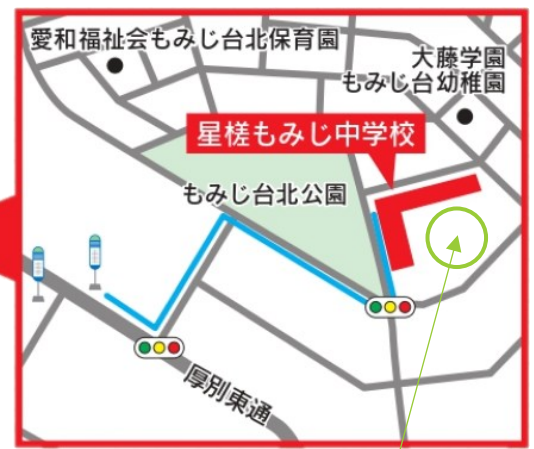 愛和福祉会もみじ台北保育園
大藤学園
もみじ台幼稚園
星槎もみじ中学校
もみじ台北公園
厚別東通